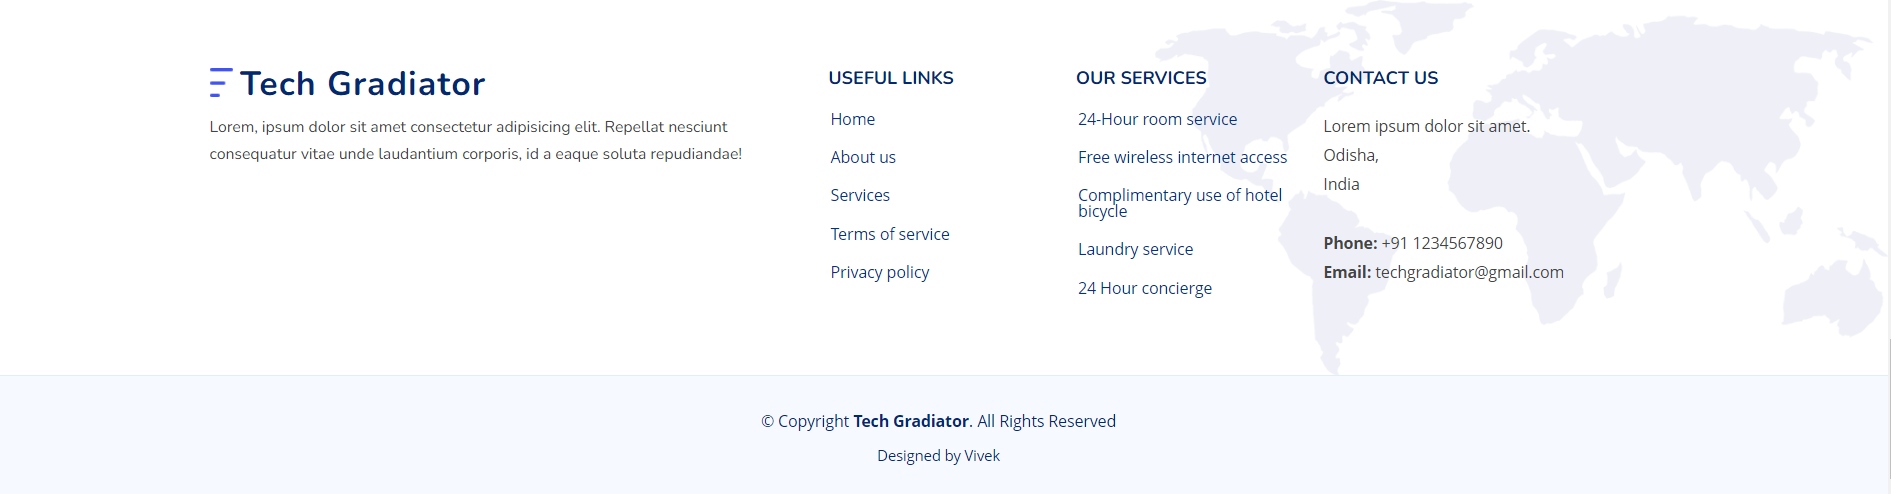 Tech Gradiator
Lorem, ipsum dolor sit amet consectetur adipisicing elit. Repellat nesciunt
consequatur vitae unde laudantium corporis, id a eaque soluta repudiandae!
USEFUL LINKS
Home
About us
Services
Terms of service
Privacy policy
OUR SERVICES
24-Hour room service
Free wireless internet access
Complimentary use of hotel
bicycle
Laundry service
24 Hour concierge
CONTACT US
Lorem ipsum dolor sit amet.
Odisha,
India
Phone: +91 1234567890
Email: techgradiator@gmail.com
© Copyright Tech Gradiator. All Rights Reserved
Designed by Vivek